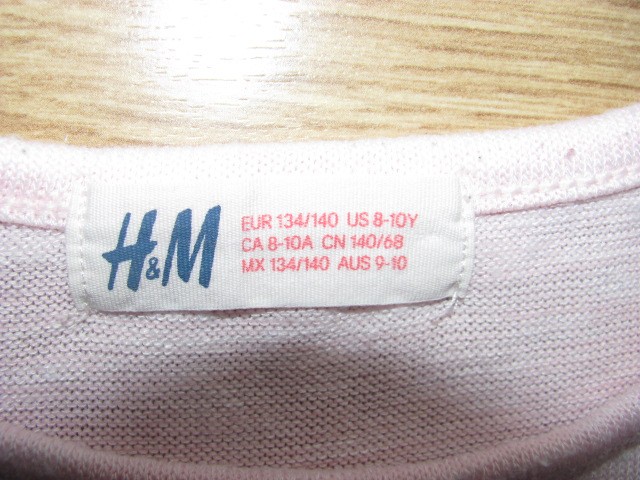 H&M
EUR 134/140 US 8-10Y
CA 8-10A CN 140/68
MX 134/140 AUS 9-10